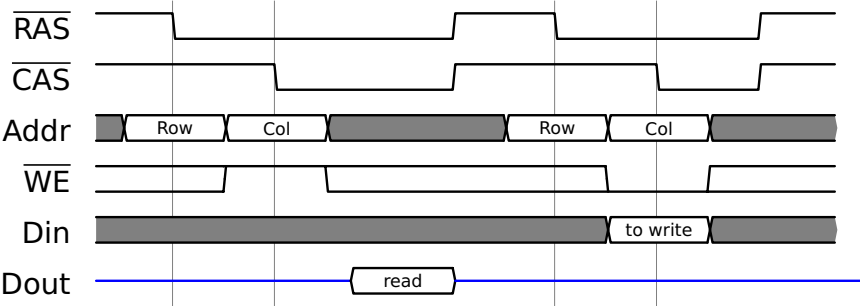 RAS
CAS
Addr Row Col Row Col
WE
Din to write
Dout read